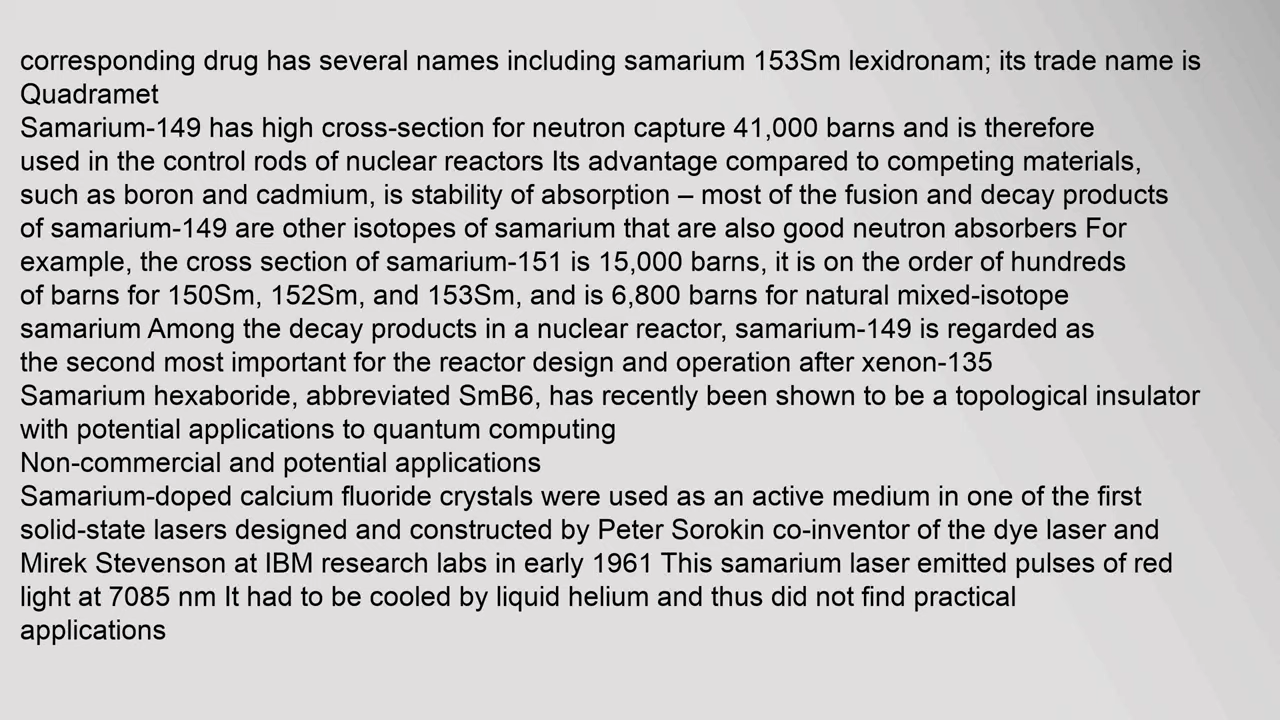 corresponding drug has several names including samarium 153Sm lexidronam; its trade name is
Quadramet
Samarium-149 has high cross-section for neutron capture 41,000 barns and is therefore
used in the control rods of nuclear reactors Its advantage compared to competing materials,
such as boron and cadmium, is stability of absorption – most of the fusion and decay products
of samarium-149 are other isotopes of samarium that are also good neutron absorbers For
example, the cross section of samarium-151 is 15,000 barns, it is on the order of hundreds
of barns for 150Sm, 152Sm, and 153Sm, and is 6,800 barns for natural mixed-isotope
samarium Among the decay products in a nuclear reactor, samarium-149 is regarded as
the second most important for the reactor design and operation after xenon-135
Samarium hexaboride, abbreviated SmB6, has recently been shown to be a topological insulator
with potential applications to quantum computing
Non-commercial and potential applications
Samarium-doped calcium fluoride crystals were used as an active medium in one of the first
solid-state lasers designed and constructed by Peter Sorokin co-inventor of the dye laser and
Mirek Stevenson at IBM research labs in early 1961 This samarium laser emitted pulses of red
light at 7085 nm It had to be cooled by liquid helium and thus did not find practical
applications